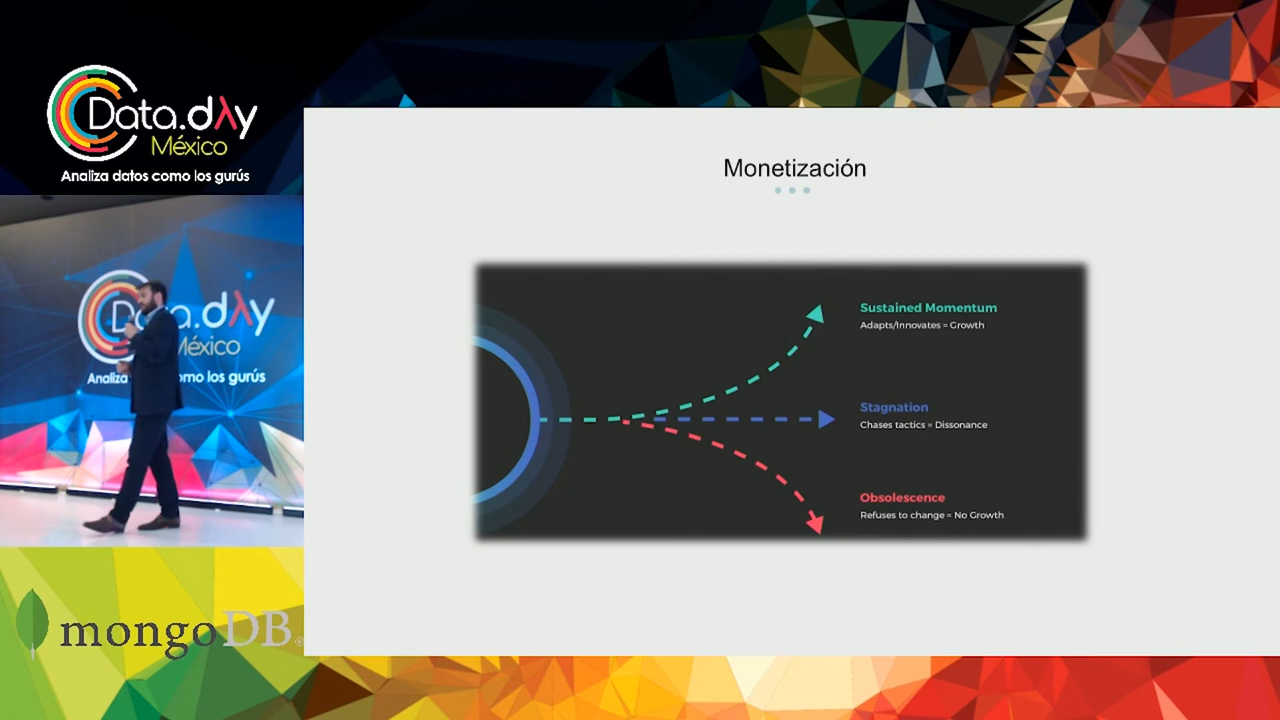 Data.dλy
México
Analiza datos como los gurús
Data.dλy
México
Analiza
como los gurús
mongoDB
Monetización
Sustained Momentum
Adapts/Innovates = Growth
Stagnation
Chases tactics = Dissonance
Obsolescence
Refuses to change = No Growth